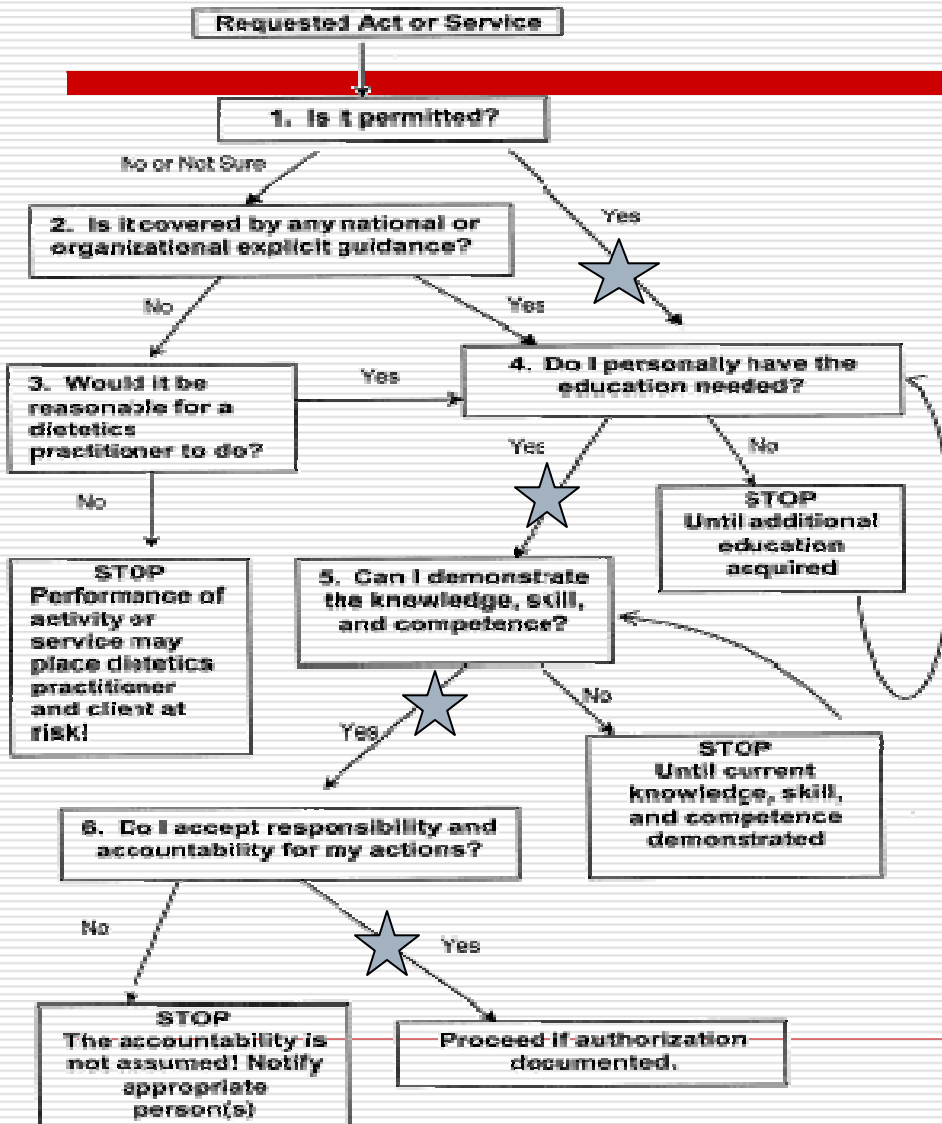 Requested Act or Service
1. Is it permitted?
No or Not Sure
Yes
2. Is it covered by any national or
organizational explicit guidance?
No
Yes
3. Would it be
reasonable for a
dietetics
practitioner to do?
Yes
4. Do I personally have the
education needed?
No
Yes
No
STOP
Performance of
activity or
service may
place dietetics
practitioner
and client at
risk!
STOP
Until additional
education
acquired
5. Can I demonstrate
the knowledge, skill,
and competence?
Yes
No
STOP
Until current
knowledge, skill,
and competence
demonstrated
6. Do I accept responsibility and
accountability for my actions?
No
Yes
STOP
The accountability is
not assumed! Notify
appropriate
person(s)
Proceed if authorization
documented.